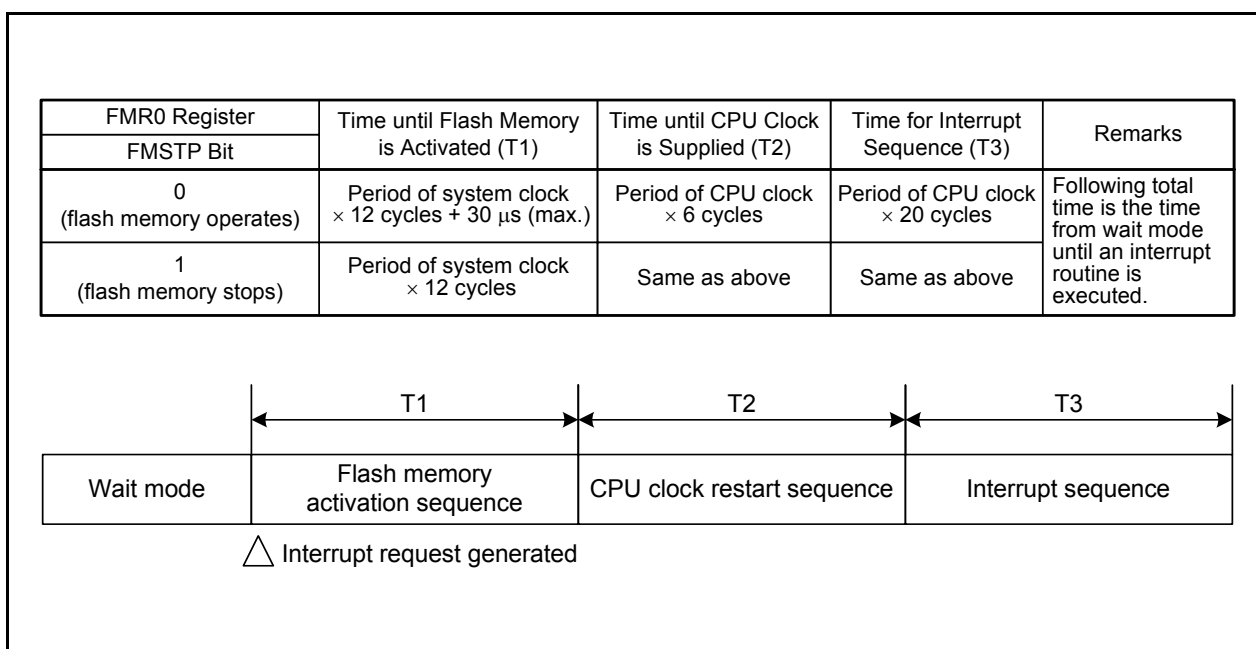 FMR0 Register
FMSTP Bit
Time until Flash Memory
is Activated (T1)
Time until CPU Clock
is Supplied (T2)
Time for Interrupt
Sequence (T3)
Remarks
0
(flash memory operates)
Period of system clock
× 12 cycles + 30 μs (max.)
Period of CPU clock
× 6 cycles
Period of CPU clock
× 20 cycles
Following total
time is the time
from wait mode
until an interrupt
routine is
executed.
1
(flash memory stops)
Period of system clock
× 12 cycles
Same as above
Same as above
T1
T2
T3
Wait mode
Flash memory
activation sequence
CPU clock restart sequence
Interrupt sequence
Interrupt request generated